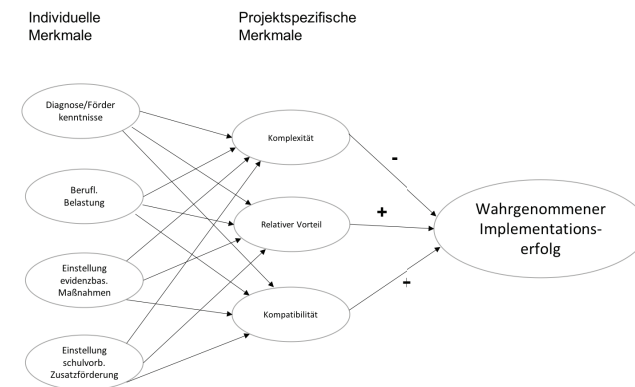 Individuelle
Merkmale
Projektspezifische
Merkmale
Diagnose/Förder
kenntnisse
Komplexität
-
Berufl.
Belastung
Relativer Vorteil
+
Wahrgenommener
Implementations-
erfolg
Einstellung
evidenzbas.
Maßnahmen
Kompatibilität
+
Einstellung
schulvorb.
Zusatzförderung